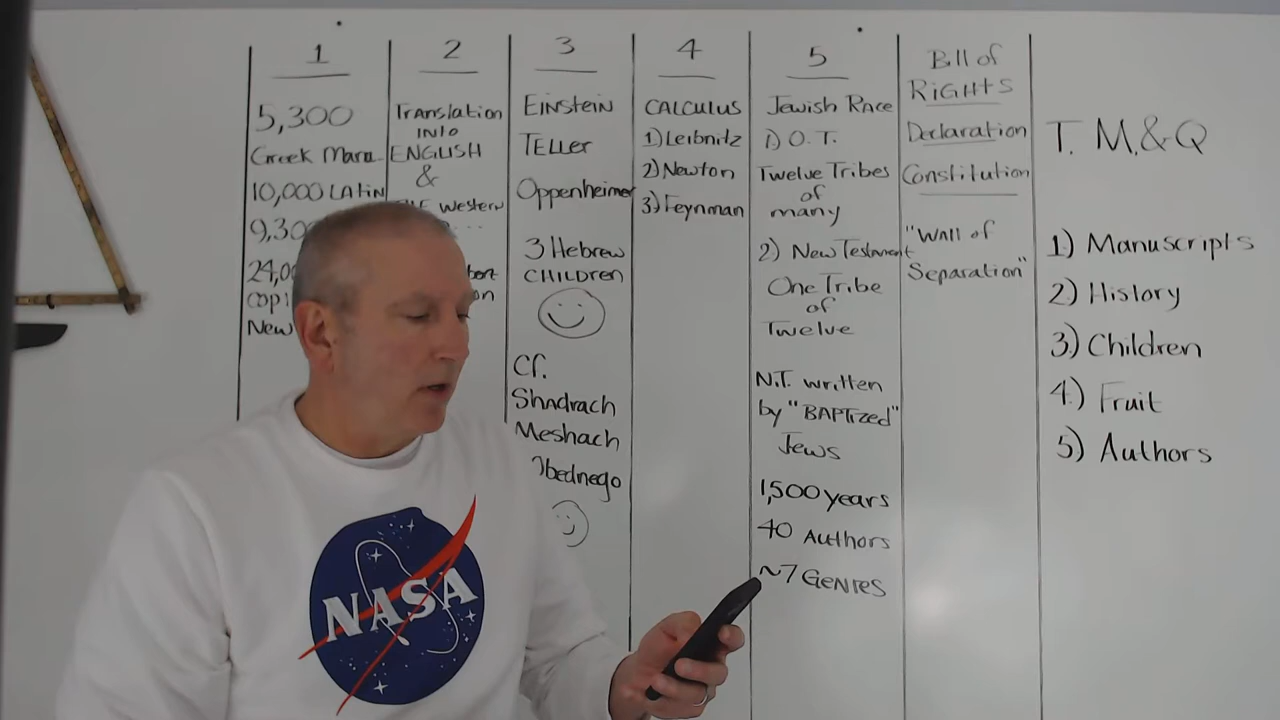 1
5,300
Greek Manu
10,000 LATIN
9,30
24,0
copi
New
2
Translation
INTO
ENGLISH
&
Western
3
EINSTEIN
TELLER
Oppenheimer
3 Hebrew
CHILDREN
Cf.
Shadrach
Meshach
Abednego
4
CALCULUS
1) Leibnitz
2) Newton
3) Feynman
5
Jewish Race
1) O.T.
Twelve Tribes
of
many
2) New Testament
One Tribe
of
Twelve
N.T. written
by "BAPTized"
Jews
1,500 years
40 Authors
~7 GENRES
Bill of
RIGHTS
Declaration
Constitution
"Wall of
Separation"
T. M.&Q
1) Manuscripts
2) History
3) Children
4) Fruit
5) Authors
NASA